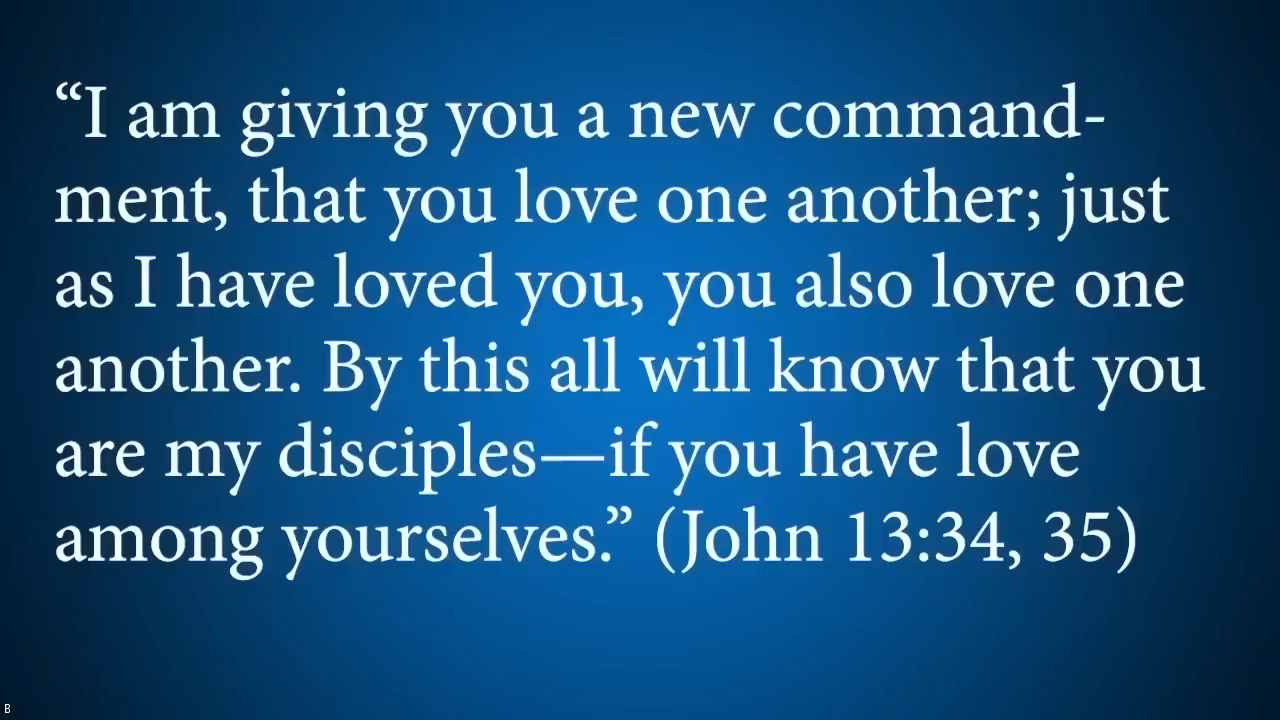 “I am giving you a new command-
ment, that you love one another; just
as I have loved you, you also love one
another. By this all will know that you
are my disciples—if you have love
among yourselves.” (John 13:34, 35)
B